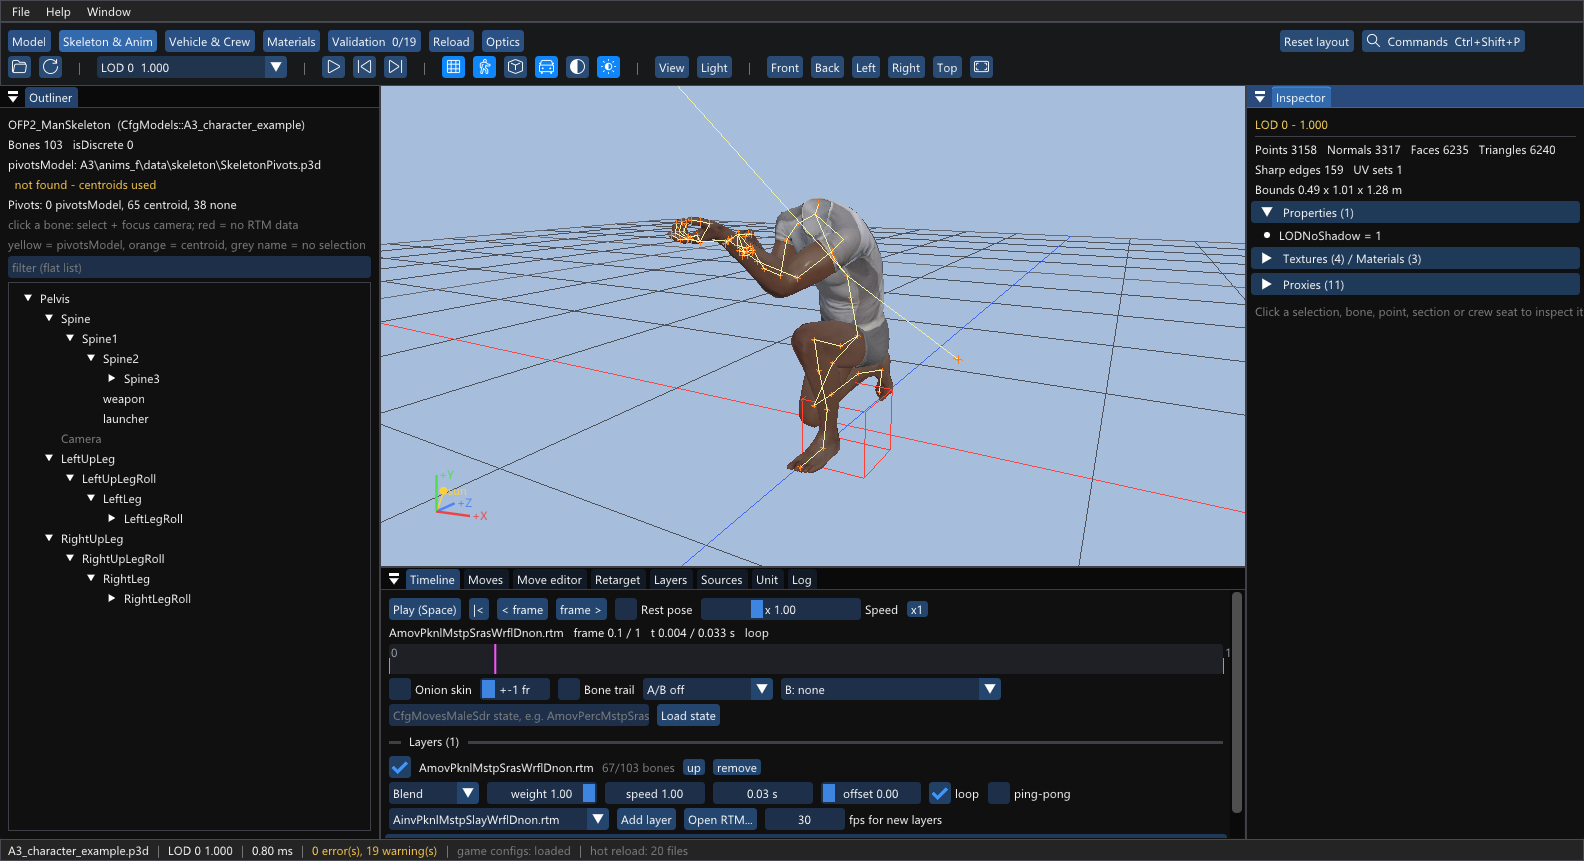 File Help Window
Model Skeleton & Anim Vehicle & Crew Materials Validation 0/19 Reload Optics Reset layout Commands Ctrl+Shift+P
LOD 0 1.000 View Light Front Back Left Right Top
Outliner
OFP2_ManSkeleton (CfgModels::A3_character_example)
Bones 103 isDiscrete 0
pivotsModel: A3\anims_f\data\skeleton\SkeletonPivots.p3d
not found - centroids used
Pivots: 0 pivotsModel, 65 centroid, 38 none
click a bone: select + focus camera; red = no RTM data
yellow = pivotsModel, orange = centroid, grey name = no selection
filter (flat list)
Pelvis
Spine
Spine1
Spine2
Spine3
weapon
launcher
Camera
LeftUpLeg
LeftUpLegRoll
LeftLeg
LeftLegRoll
RightUpLeg
RightUpLegRoll
RightLeg
RightLegRoll
+Y
sun
+Z
+X
Timeline Moves Move editor Retarget Layers Sources Unit Log
Play (Space) |< < frame frame > Rest pose x 1.00 Speed x1
AmovPknlMstpSrasWrflDnon.rtm frame 0.1 / 1 t 0.004 / 0.033 s loop
0 1
Onion skin +-1 fr Bone trail A/B off B: none
CfgMovesMaleSdr state, e.g. AmovPercMstpSras Load state
Layers (1)
AmovPknlMstpSrasWrflDnon.rtm 67/103 bones up remove
Blend weight 1.00 speed 1.00 0.03 s offset 0.00 loop ping-pong
AinvPknlMstpSlayWrflDnon.rtm Add layer Open RTM... 30 fps for new layers
Inspector
LOD 0 - 1.000
Points 3158 Normals 3317 Faces 6235 Triangles 6240
Sharp edges 159 UV sets 1
Bounds 0.49 x 1.01 x 1.28 m
Properties (1)
LODNoShadow = 1
Textures (4) / Materials (3)
Proxies (11)
Click a selection, bone, point, section or crew seat to inspect it
A3_character_example.p3d | LOD 0 1.000 | 0.80 ms | 0 error(s), 19 warning(s) | game configs: loaded | hot reload: 20 files